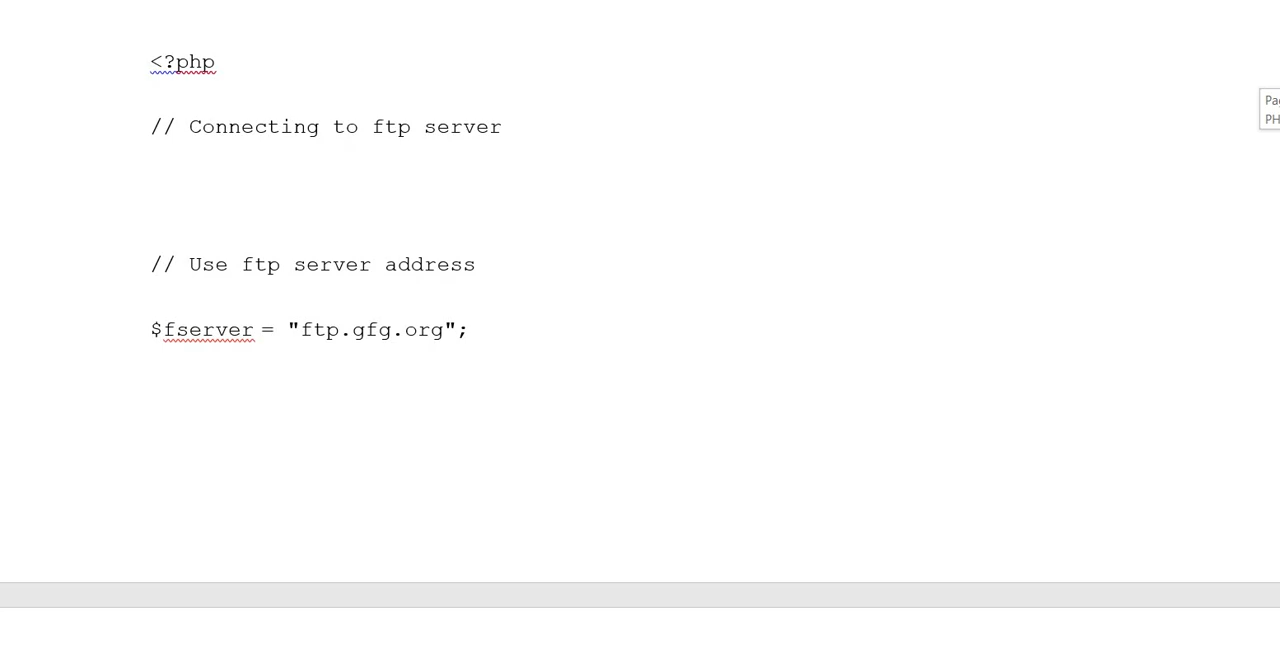 <?php
// Connecting to ftp server
// Use ftp server address
$fserver = "ftp.gfg.org";